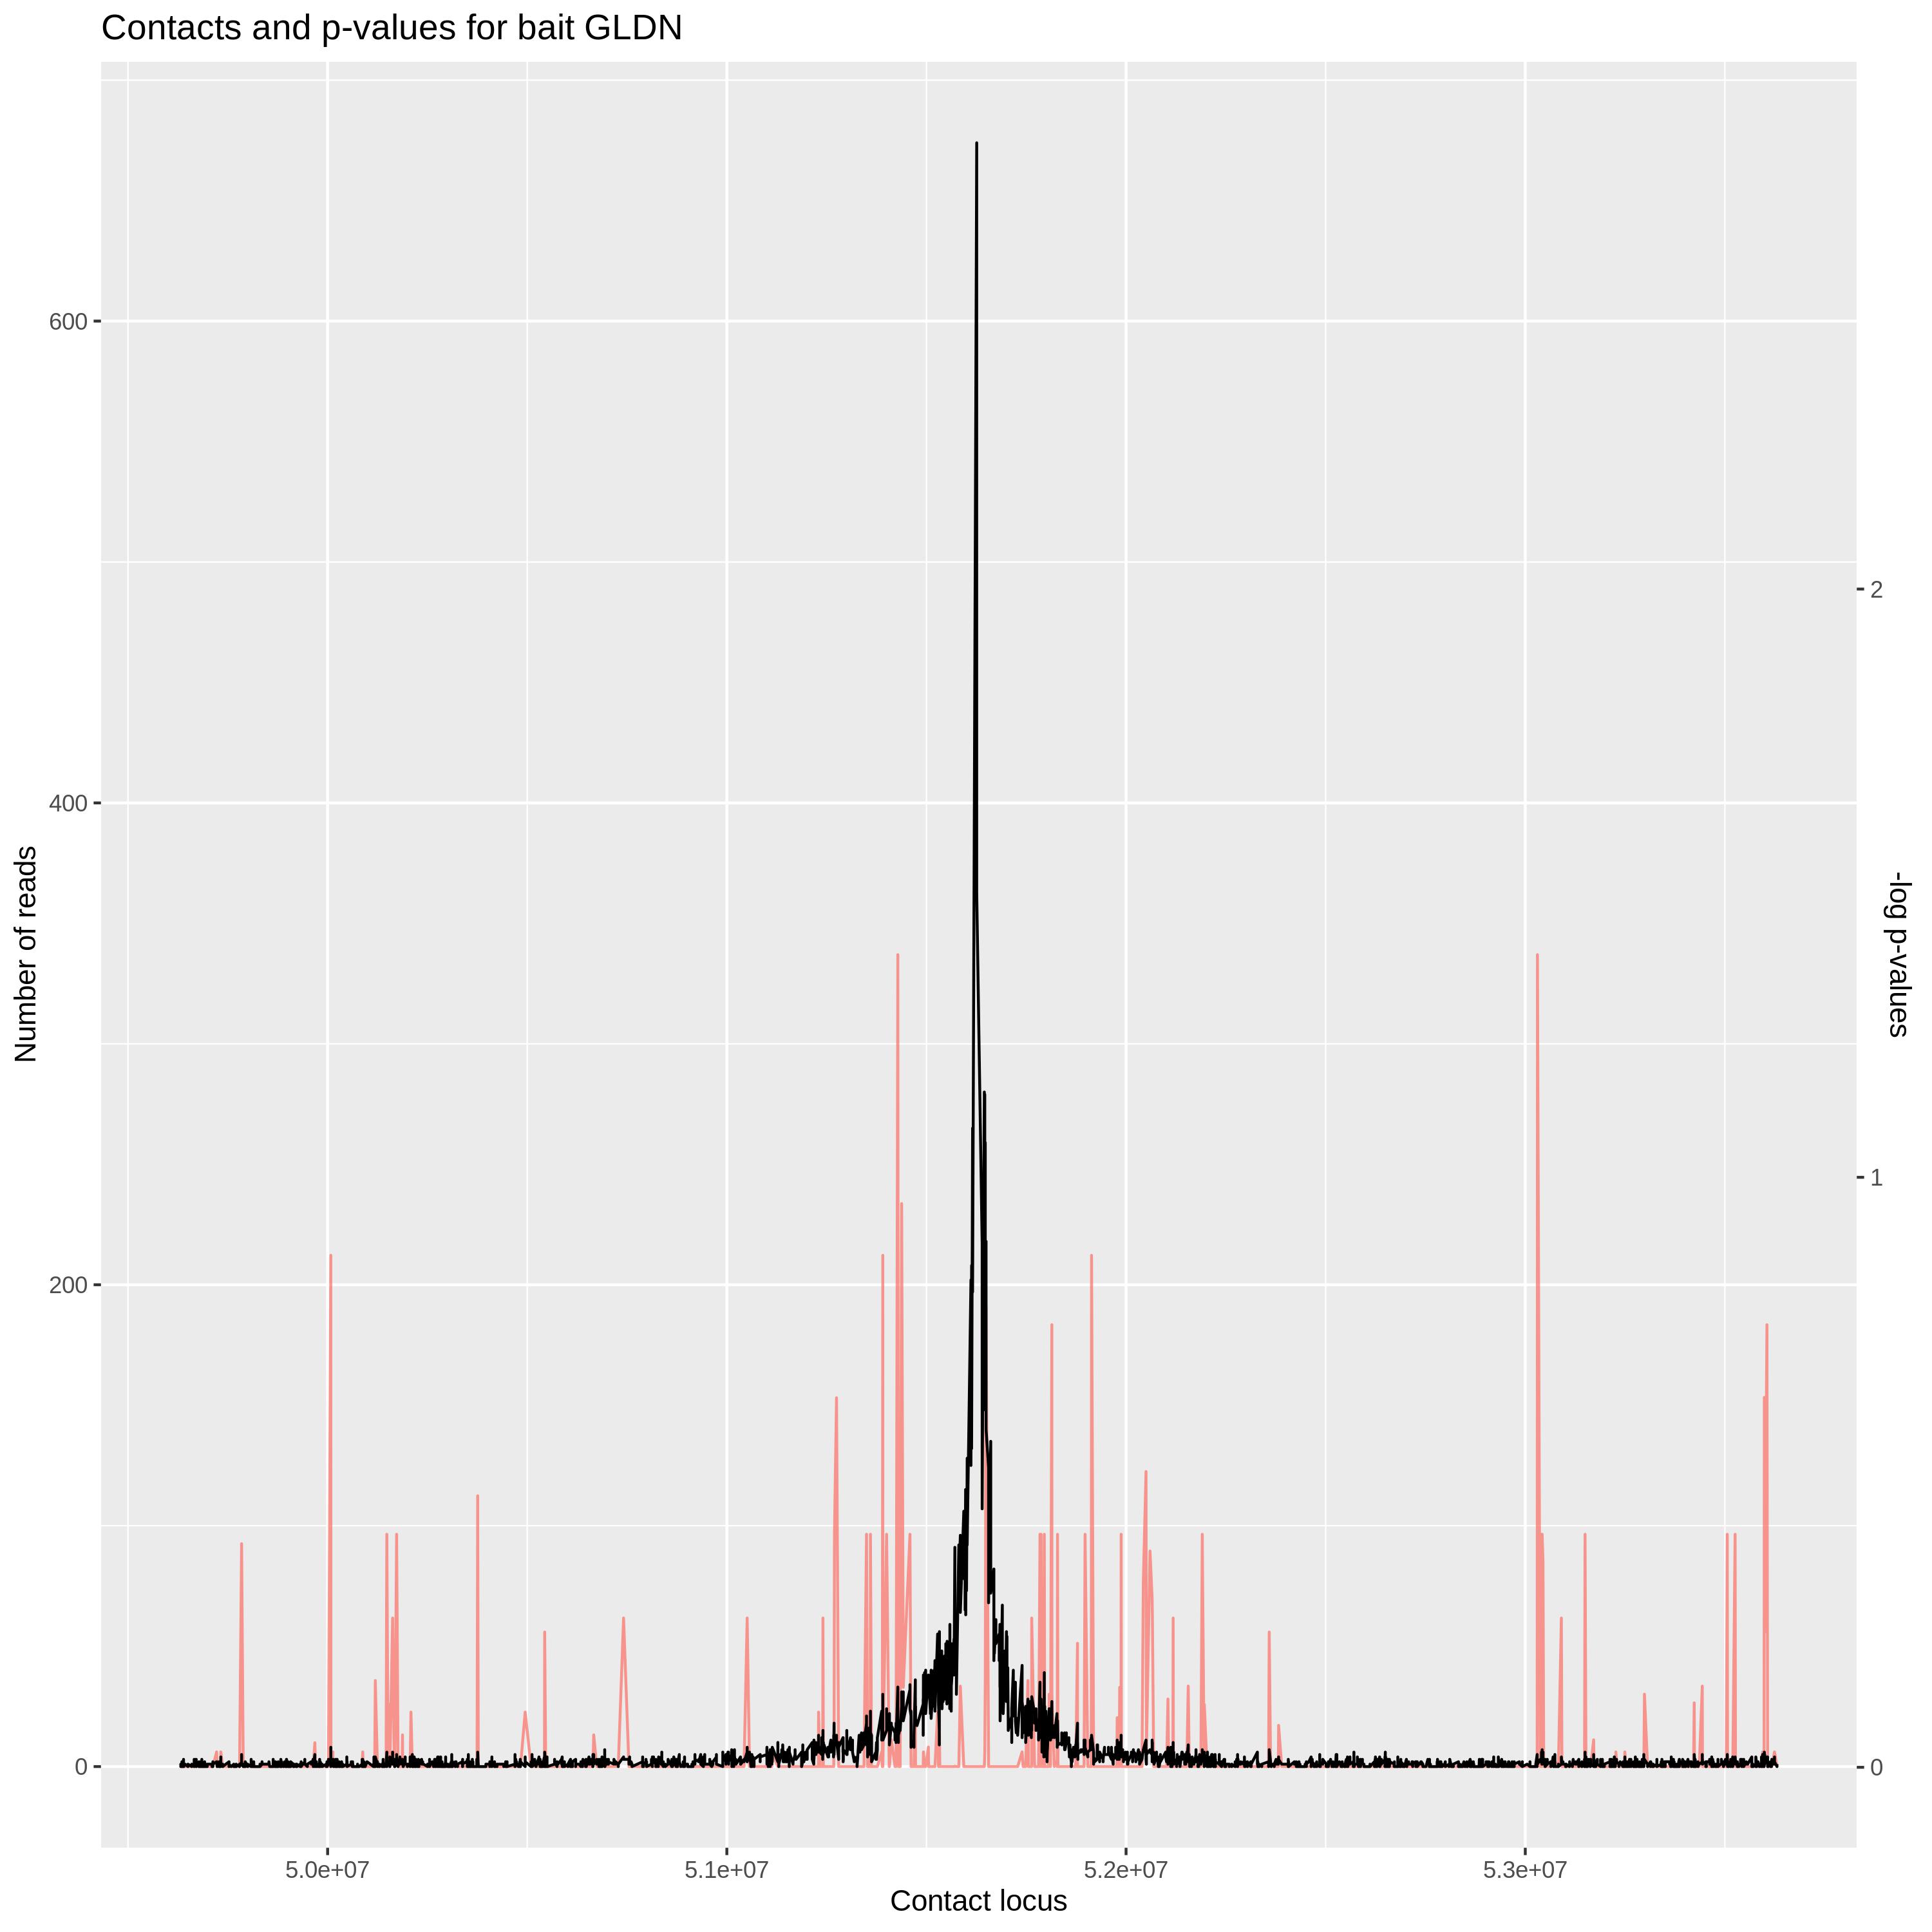 Contacts and p-values for bait GLDN
600
400
200
0
Number of reads
2
1
0
-log p-values
5.0e+07
5.1e+07
5.2e+07
5.3e+07
Contact locus